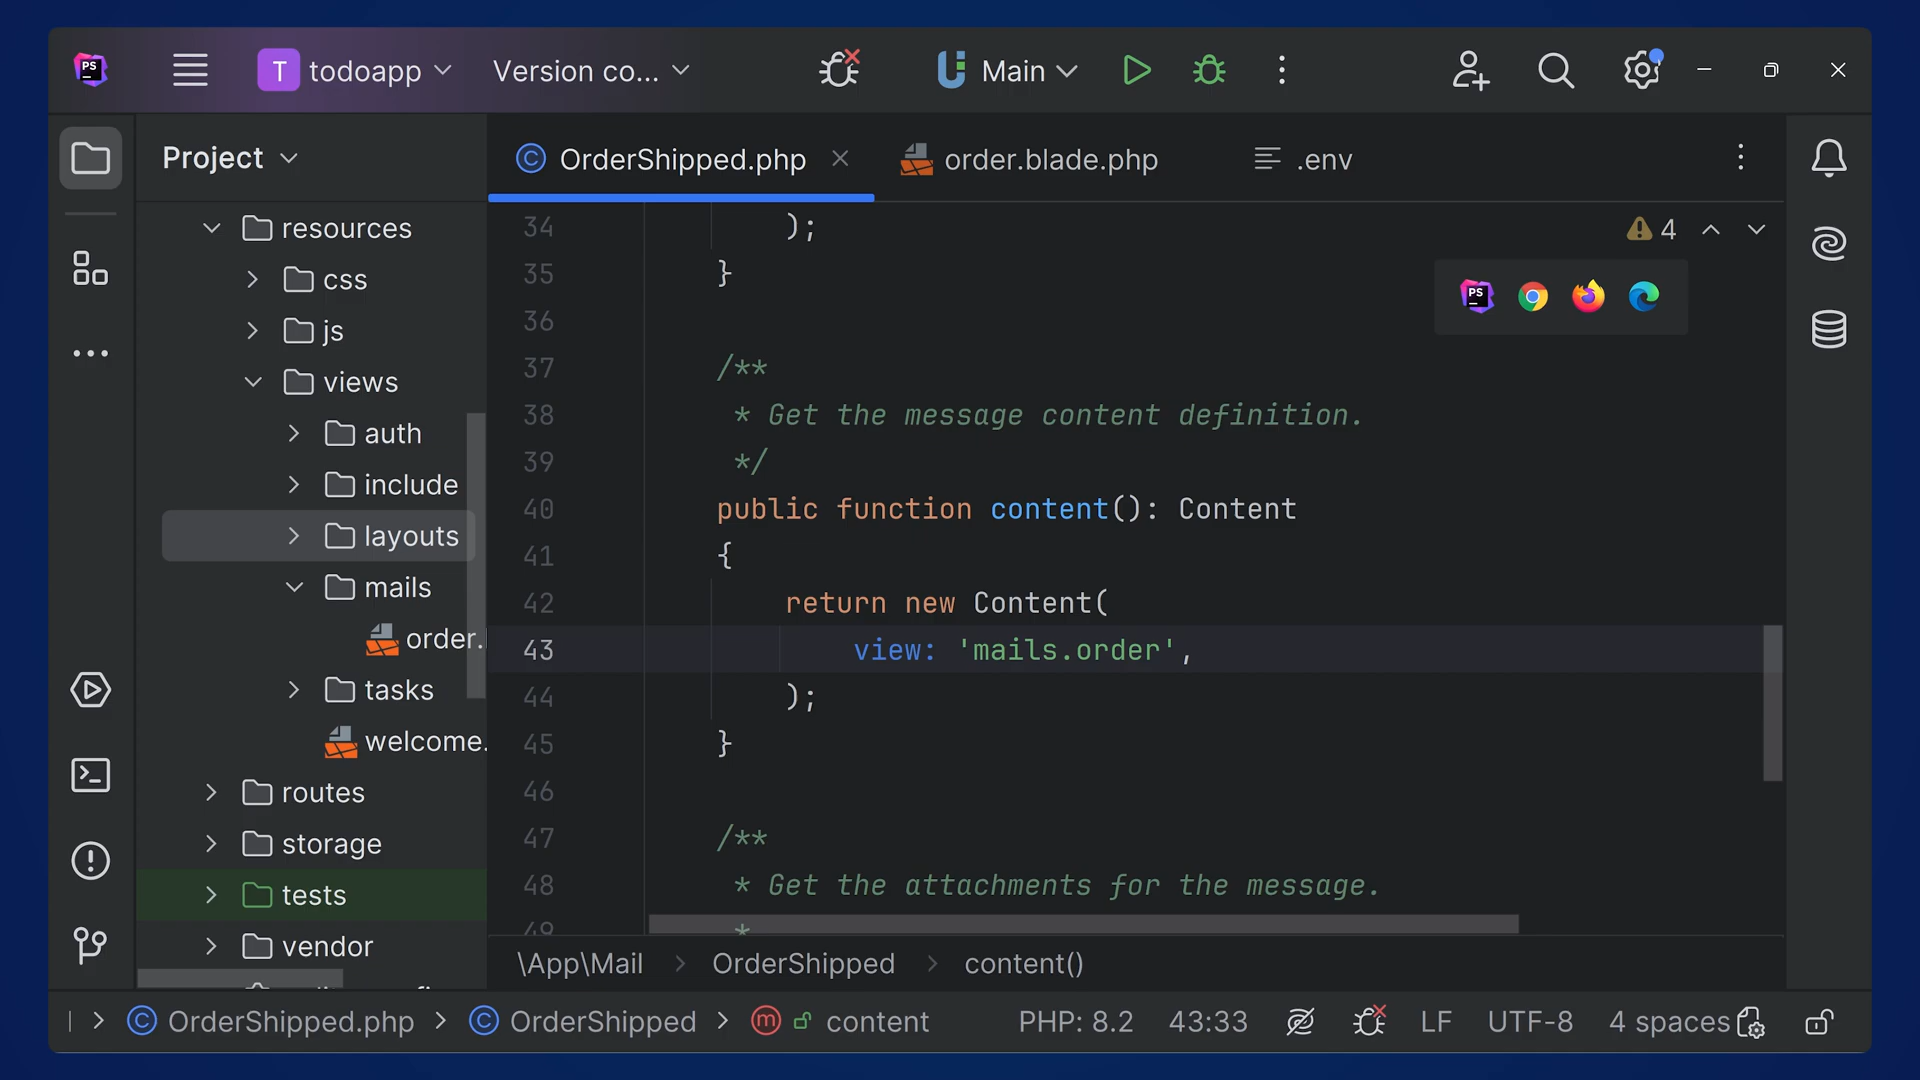 PS
T todoapp
Version co...
Main
Project
OrderShipped.php
order.blade.php
.env
resources
css
js
views
auth
include
layouts
mails
order.
tasks
welcome.
routes
storage
tests
vendor
4
PS
34 );
35 }
36
37 /**
38 * Get the message content definition.
39 */
40 public function content(): Content
41 {
42 return new Content(
43 view: 'mails.order',
44 );
45 }
46
47 /**
48 * Get the attachments for the message.
49 *
\App\Mail > OrderShipped > content()
> C OrderShipped.php > C OrderShipped > m content
PHP: 8.2 43:33 LF UTF-8 4 spaces